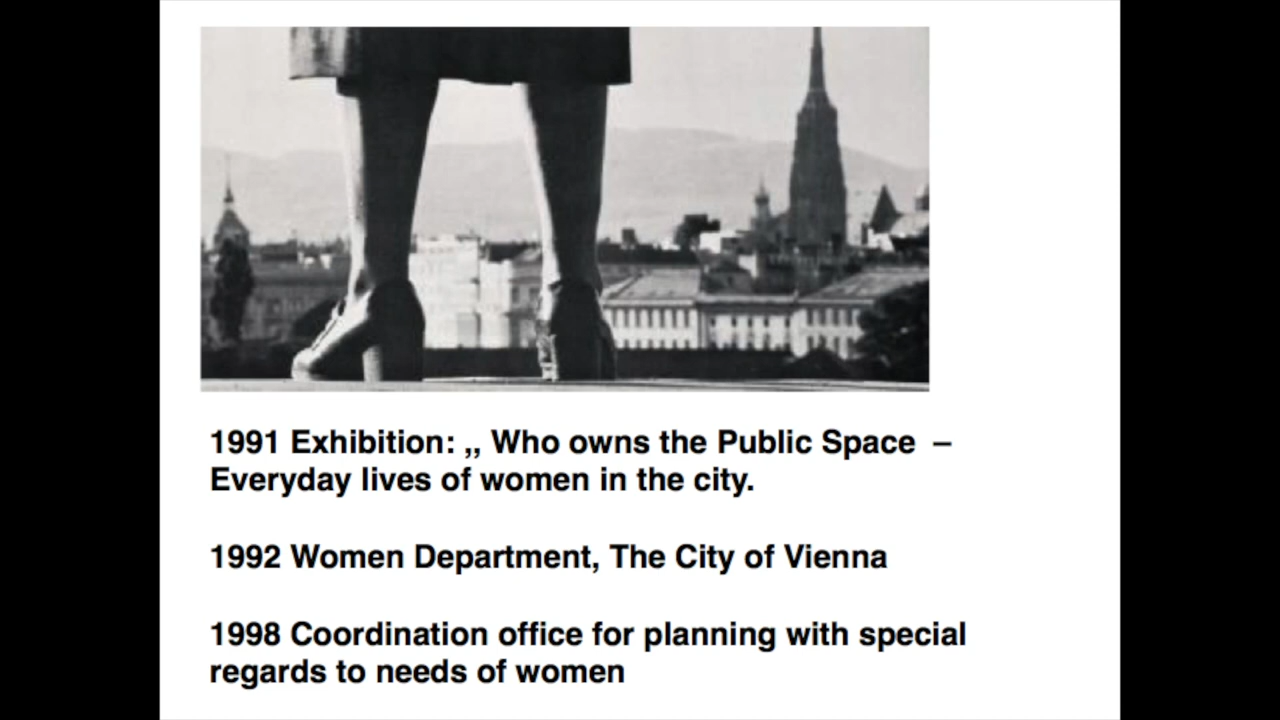 1991 Exhibition: ,, Who owns the Public Space –
Everyday lives of women in the city.
1992 Women Department, The City of Vienna
1998 Coordination office for planning with special
regards to needs of women